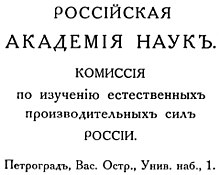 РОССІЙСКАЯ
АКАДЕМІЯ НАУКЪ.
КОМИССІЯ
по изученію естественныхъ
производительныхъ силъ
РОССІИ.
Петроградъ, Вас. Остр., Унив. наб., 1.